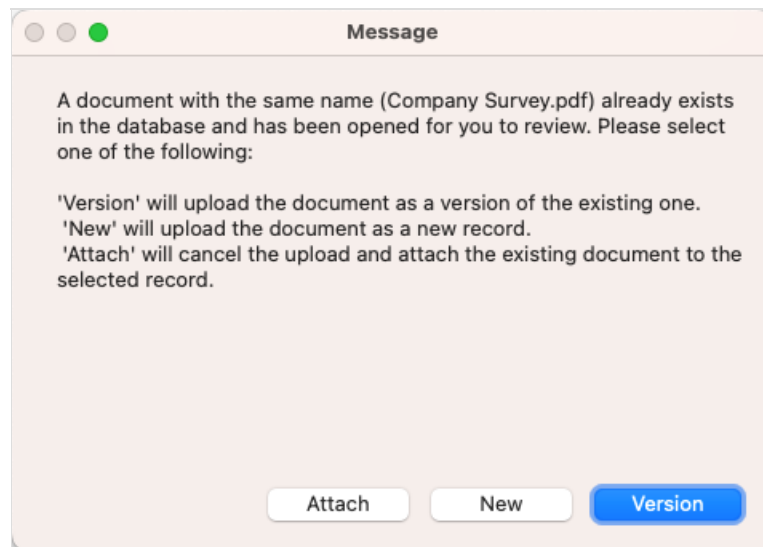 Message
A document with the same name (Company Survey.pdf) already exists
in the database and has been opened for you to review. Please select
one of the following:
'Version' will upload the document as a version of the existing one.
'New' will upload the document as a new record.
'Attach' will cancel the upload and attach the existing document to the
selected record.
Attach New Version